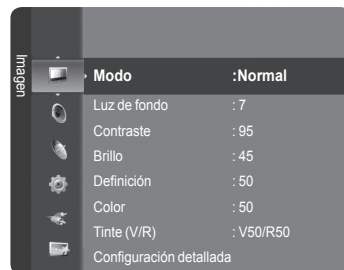 Imagen
Modo :Normal
Luz de fondo : 7
Contraste : 95
Brillo : 45
Definición : 50
Color : 50
Tinte (V/R) : V50/R50
Configuración detallada